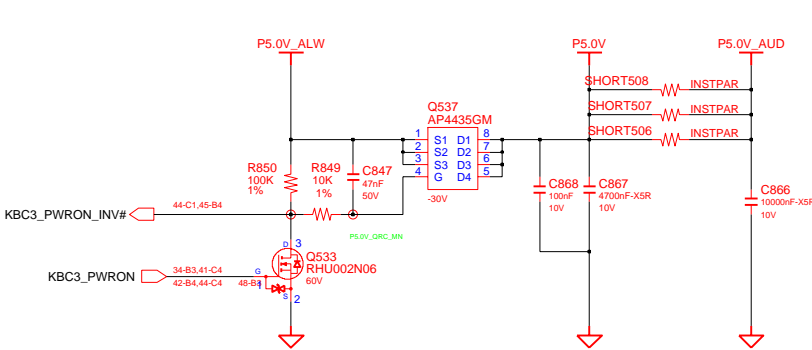 P5.0V_ALW
P5.0V
P5.0V_AUD
SHORT508
INSTPAR
SHORT507
INSTPAR
SHORT506
INSTPAR
Q537
AP4435GM
1 S1 D1 8
2 S2 D2 7
3 S3 D3 6
4 G D4 5
-30V
R850
100K
1%
R849
10K
1%
C847
47nF
50V
C868
100nF
10V
C867
4700nF-X5R
10V
C866
10000nF-X5R
10V
KBC3_PWRON_INV#
44-C1,45-B4
P5.0V_QRC_MN
D 3
Q533
RHU002N06
60V
G
1
S 2
KBC3_PWRON
34-B3,41-C4
42-B4,44-C4